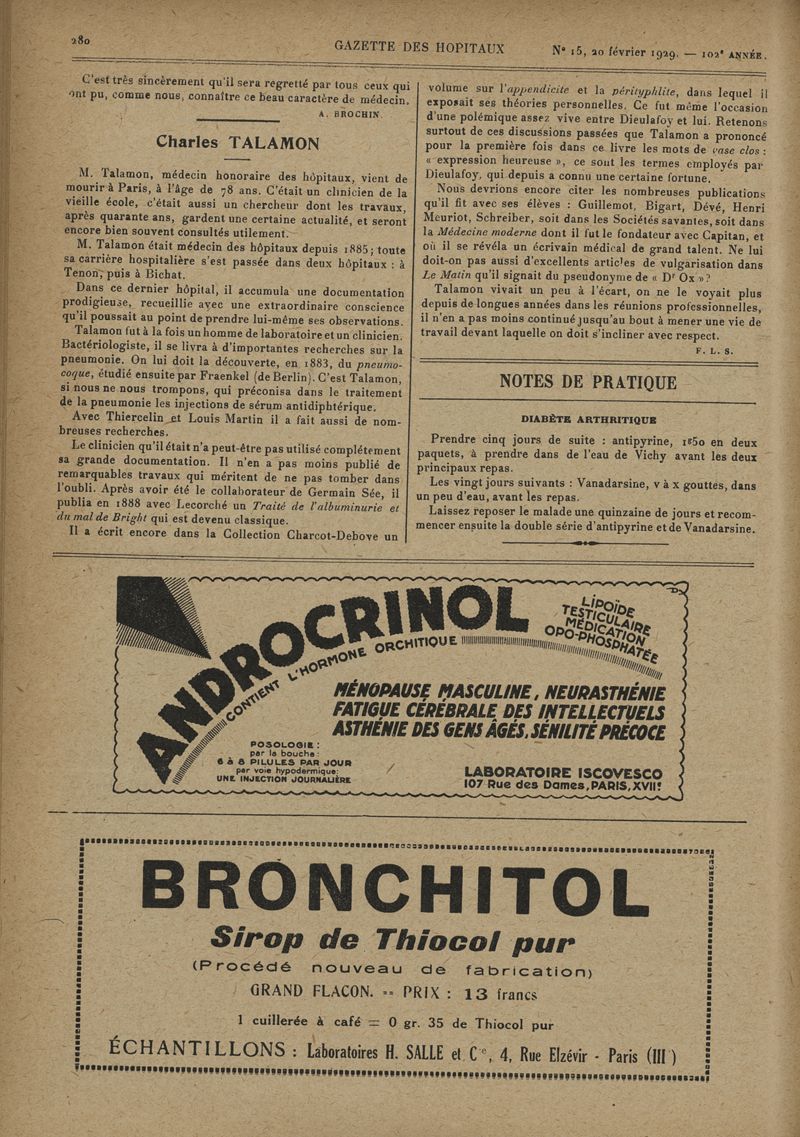 280
GAZETTE DES HOPITAUX
N° 15, 20 février 1929. — 102e ANNÉE.
C'est très sincèrement qu'il sera regretté par tous ceux qui
ont pu, comme nous, connaître ce beau caractère de médecin.
A. BROCHIN.
Charles TALAMON
M. Talamon, médecin honoraire des hôpitaux, vient de
mourir à Paris, à l'âge de 78 ans. C'était un clinicien de la
vieille école, c'était aussi un chercheur dont les travaux,
après quarante ans, gardent une certaine actualité, et seront
encore bien souvent consultés utilement.
M. Talamon était médecin des hôpitaux depuis 1885; toute
sa carrière hospitalière s'est passée dans deux hôpitaux : à
Tenon, puis à Bichat.
Dans ce dernier hôpital, il accumula une documentation
prodigieuse, recueillie avec une extraordinaire conscience
qu'il poussait au point de prendre lui-même ses observations.
Talamon fut à la fois un homme de laboratoire et un clinicien.
Bactériologiste, il se livra à d'importantes recherches sur la
pneumonie. On lui doit la découverte, en 1883, du pneumo-
coque, étudié ensuite par Fraenkel (de Berlin). C'est Talamon,
si nous ne nous trompons, qui préconisa dans le traitement
de la pneumonie les injections de sérum antidiphtérique.
Avec Thiercelin et Louis Martin il a fait aussi de nom-
breuses recherches.
Le clinicien qu'il était n'a peut-être pas utilisé complétement
sa grande documentation. Il n'en a pas moins publié de
remarquables travaux qui méritent de ne pas tomber dans
l'oubli. Après avoir été le collaborateur de Germain Sée, il
publia en 1888 avec Lecorché un Traité de l'albuminurie et
du mal de Bright qui est devenu classique.
Il a écrit encore dans la Collection Charcot-Debove un
volume sur l'appendicite et la pérityphlite, dans lequel il
exposait ses théories personnelles. Ce fut même l'occasion
d'une polémique assez vive entre Dieulafoy et lui. Retenons
surtout de ces discussions passées que Talamon a prononcé
pour la première fois dans ce livre les mots de vase clos :
« expression heureuse », ce sont les termes employés par
Dieulafoy, qui depuis a connu une certaine fortune.
Nous devrions encore citer les nombreuses publications
qu'il fit avec ses élèves : Guillemot, Bigart, Dévé, Henri
Meuriot, Schreiber, soit dans les Sociétés savantes, soit dans
la Médecine moderne dont il fut le fondateur avec Capitan, et
où il se révéla un écrivain médical de grand talent. Ne lui
doit-on pas aussi d'excellents articles de vulgarisation dans
Le Matin qu'il signait du pseudonyme de « Dr Ox »?
Talamon vivait un peu à l'écart, on ne le voyait plus
depuis de longues années dans les réunions professionnelles,
il n'en a pas moins continué jusqu'au bout à mener une vie de
travail devant laquelle on doit s'incliner avec respect.
F. L. S.
NOTES DE PRATIQUE
DIABÈTE ARTHRITIQUE
Prendre cinq jours de suite : antipyrine, 1g50 en deux
paquets, à prendre dans de l'eau de Vichy avant les deux
principaux repas.
Les vingt jours suivants : Vanadarsine, v à x gouttes, dans
un peu d'eau, avant les repas.
Laissez reposer le malade une quinzaine de jours et recom-
mencer ensuite la double série d'antipyrine et de Vanadarsine.
ANDROCRINOL
CONTIENT L'HORMONE ORCHITIQUE
LIPOÏDE
TESTICULAIRE
MÉDICATION
OPO-PHOSPHATÉE
MÉNOPAUSE MASCULINE, NEURASTHÉNIE
FATIGUE CÉRÉBRALE DES INTELLECTUELS
ASTHÉNIE DES GENS ÂGÉS, SÉNILITÉ PRÉCOCE
POSOLOGIE :
par la bouche :
6 à 8 PILULES PAR JOUR
par voie hypodermique:
UNE INJECTION JOURNALIÈRE
LABORATOIRE ISCOVESCO
107 Rue des Dames, PARIS, XVIIe
BRONCHITOL
Sirop de Thiocol pur
(Procédé nouveau de fabrication)
GRAND FLACON. -- PRIX : 13 francs
1 cuillerée à café = 0 gr. 35 de Thiocol pur
ÉCHANTILLONS : Laboratoires H. SALLE et Cie, 4, Rue Elzévir - Paris (IIIe)